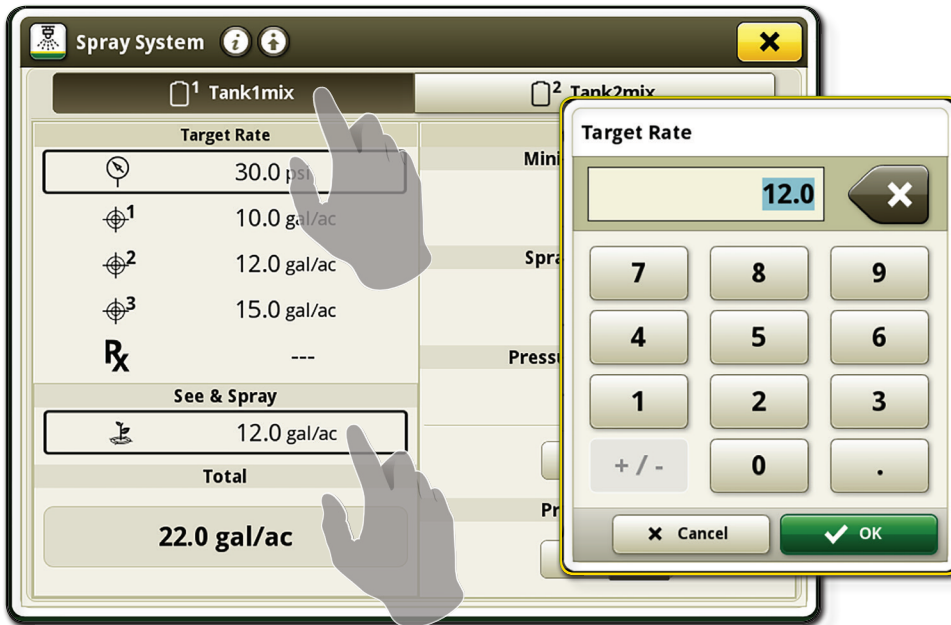 Spray System
1 Tank1mix
2 Tank2mix
Target Rate
30.0 psi
1 10.0 gal/ac
2 12.0 gal/ac
3 15.0 gal/ac
Rx ---
See & Spray
12.0 gal/ac
Total
22.0 gal/ac
Mini
Spra
Press
Pr
Target Rate
12.0
7 8 9
4 5 6
1 2 3
+ / - 0 .
Cancel OK